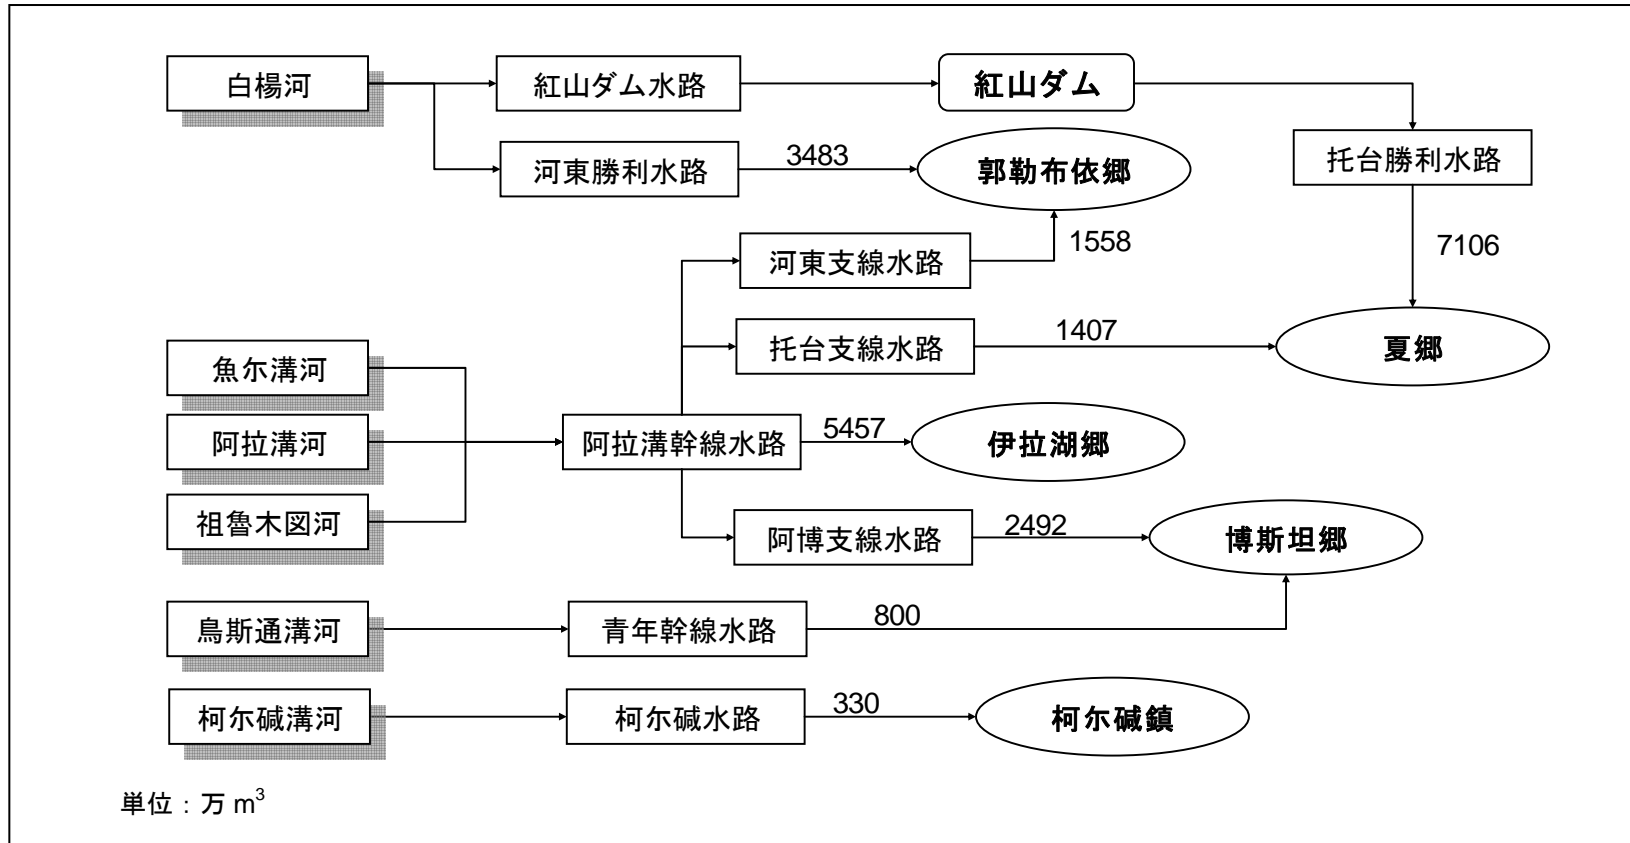 白楊河
紅山ダム水路
紅山ダム
河東勝利水路
3483
郭勒布依郷
托台勝利水路
1558
7106
河東支線水路
托台支線水路
1407
夏郷
魚尓溝河
阿拉溝河
阿拉溝幹線水路
5457
伊拉湖郷
祖魯木図河
阿博支線水路
2492
博斯坦郷
鳥斯通溝河
青年幹線水路
800
柯尓碱溝河
柯尓碱水路
330
柯尓碱鎮
単位：万 m³